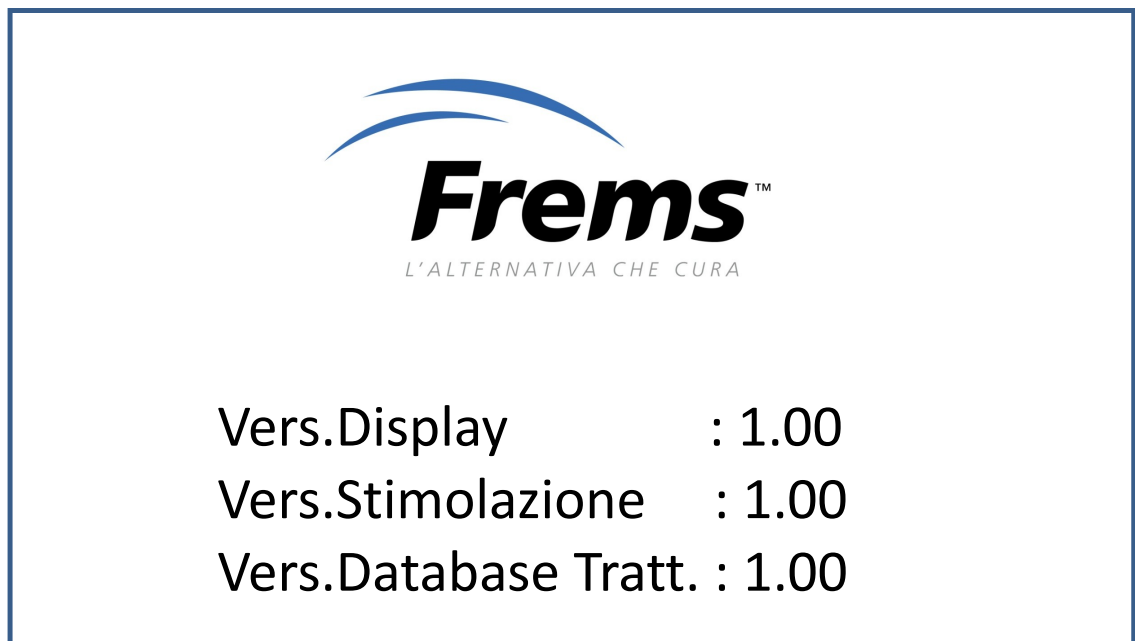 Frems™
L'ALTERNATIVA CHE CURA
Vers.Display : 1.00
Vers.Stimolazione : 1.00
Vers.Database Tratt. : 1.00